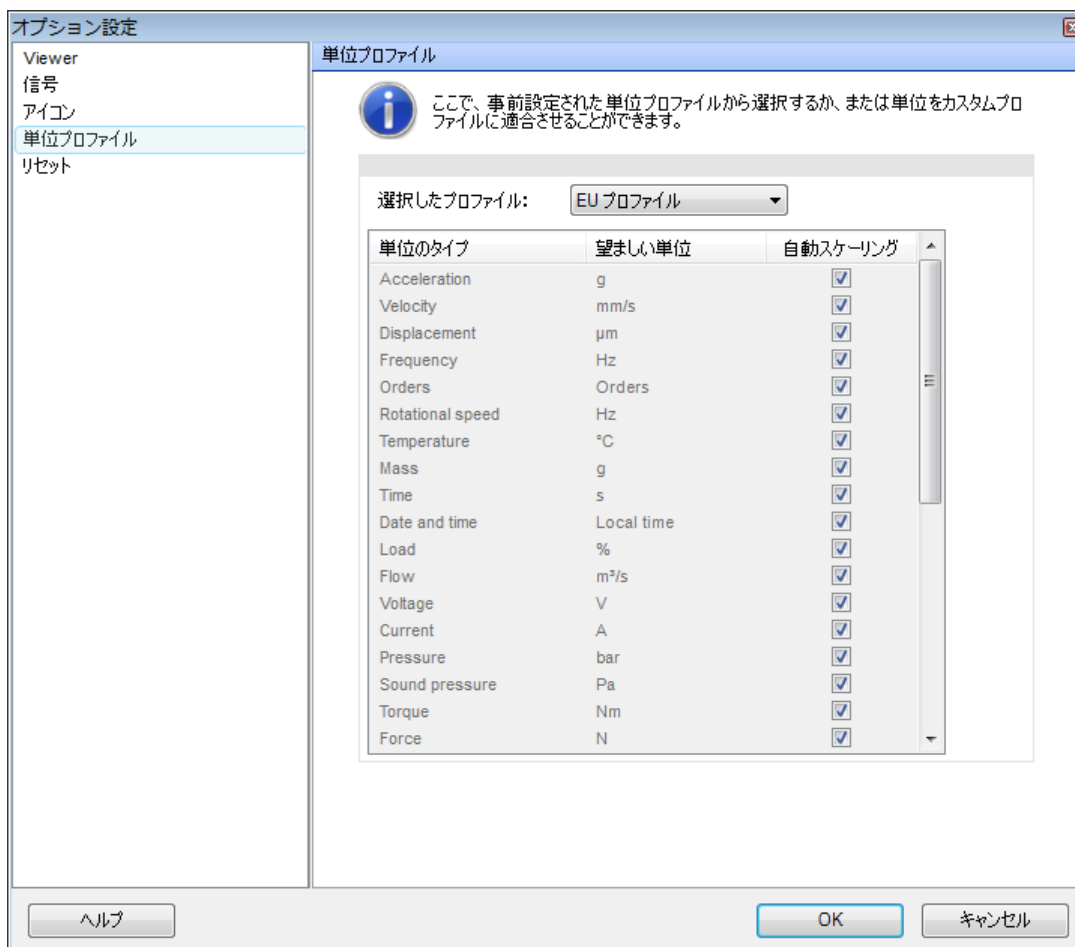 オプション設定
Viewer
信号
アイコン
単位プロファイル
リセット
単位プロファイル
ここで、事前設定された単位プロファイルから選択するか、または単位をカスタムプロ
ファイルに適合させることができます。
選択したプロファイル: EU プロファイル
単位のタイプ 望ましい単位 自動スケーリング
Acceleration g
Velocity mm/s
Displacement µm
Frequency Hz
Orders Orders
Rotational speed Hz
Temperature °C
Mass g
Time s
Date and time Local time
Load %
Flow m³/s
Voltage V
Current A
Pressure bar
Sound pressure Pa
Torque Nm
Force N
ヘルプ OK キャンセル